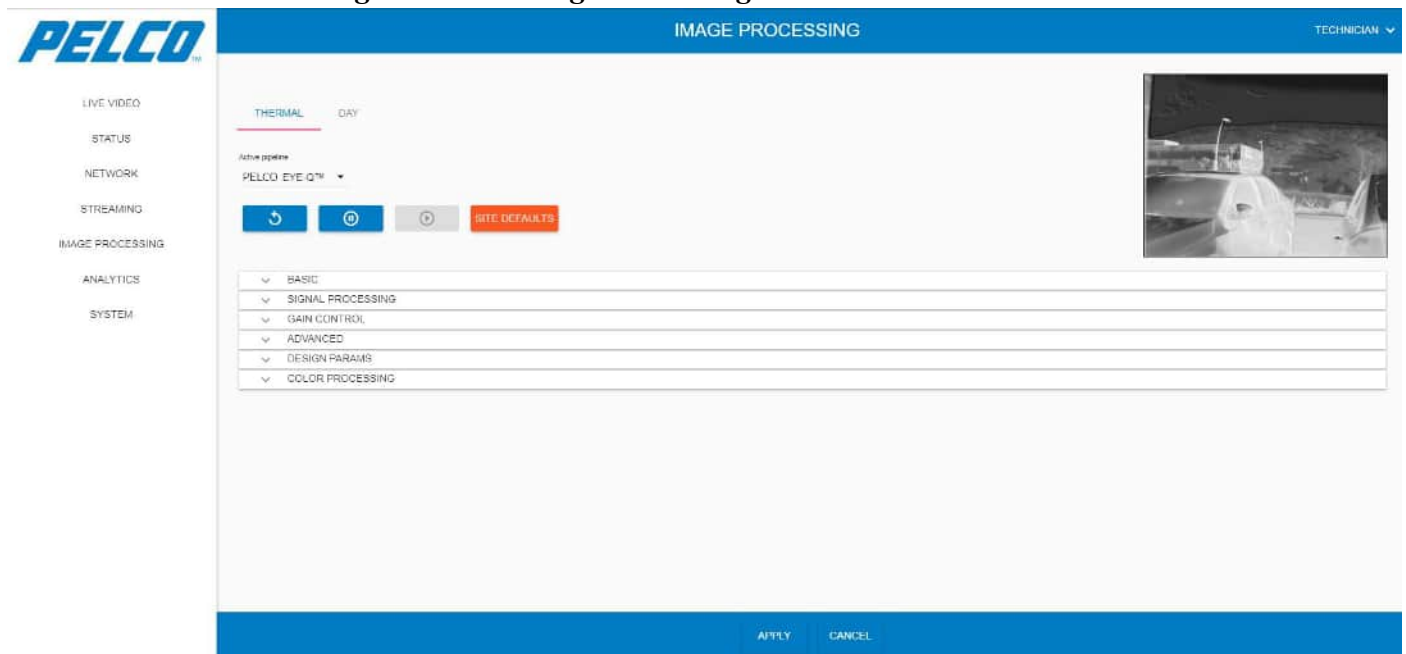 PELCO™
IMAGE PROCESSING
TECHNICIAN
LIVE VIDEO
STATUS
NETWORK
STREAMING
IMAGE PROCESSING
ANALYTICS
SYSTEM
THERMAL DAY
Active pipeline
PELCO EYE-Q™
SITE DEFAULTS
BASIC
SIGNAL PROCESSING
GAIN CONTROL
ADVANCED
DESIGN PARAMS
COLOR PROCESSING
APPLY CANCEL